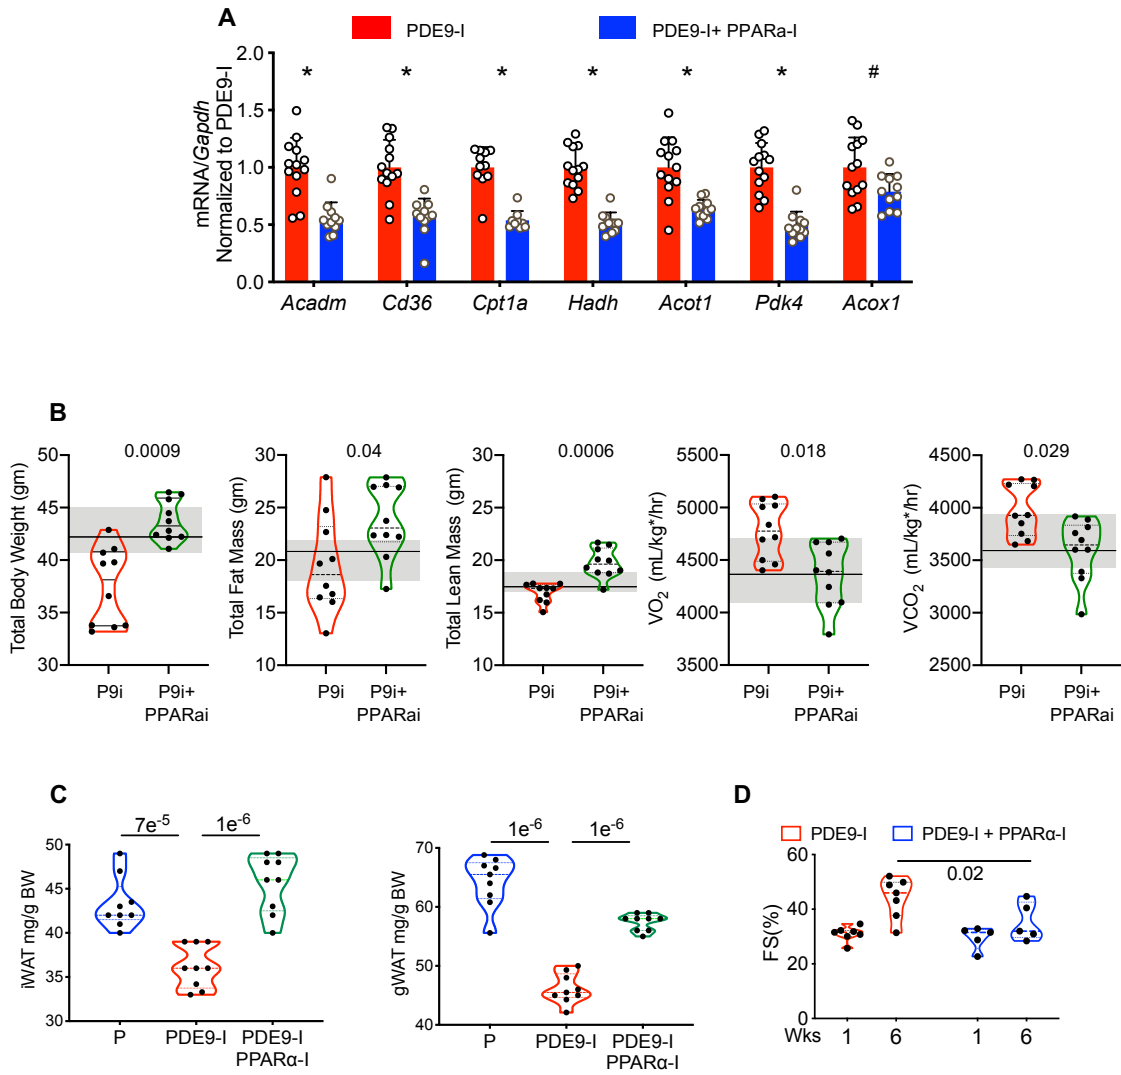 A
PDE9-I
PDE9-I+ PPARa-I
mRNA/Gapdh
Normalized to PDE9-I
2.0
1.5
1.0
0.5
0.0
* * * * * * #
Acadm Cd36 Cpt1a Hadh Acot1 Pdk4 Acox1
B
Total Body Weight (gm)
50
45
40
35
30
0.0009
P9i P9i+
PPARai
Total Fat Mass (gm)
30
25
20
15
10
0.04
P9i P9i+
PPARai
Total Lean Mass (gm)
30
25
20
15
10
0.0006
P9i P9i+
PPARai
VO2 (mL/kg*/hr)
5500
5000
4500
4000
3500
0.018
P9i P9i+
PPARai
VCO2 (mL/kg*/hr)
4500
4000
3500
3000
2500
0.029
P9i P9i+
PPARai
C
iWAT mg/g BW
50
45
40
35
30
7e-5 1e-6
P PDE9-I PDE9-I
PPARα-I
gWAT mg/g BW
70
60
50
40
1e-6 1e-6
P PDE9-I PDE9-I
PPARα-I
D
PDE9-I
PDE9-I + PPARα-I
FS(%)
60
40
20
0
0.02
Wks 1 6 1 6